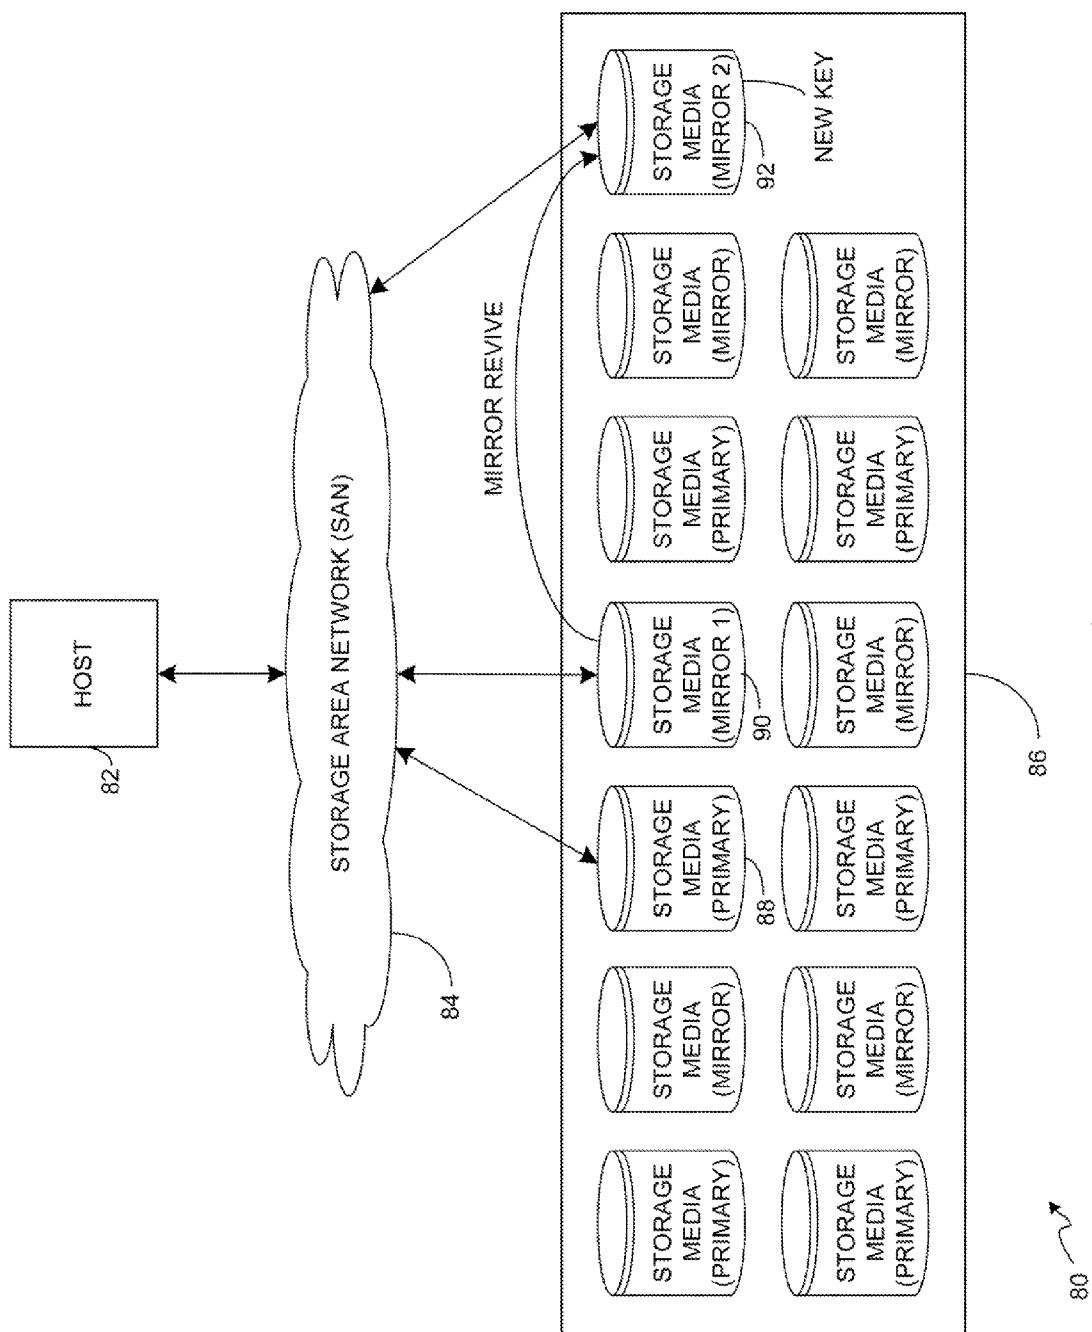 HOST
82
STORAGE AREA NETWORK (SAN)
84
MIRROR REVIVE
STORAGE
MEDIA
(PRIMARY)
STORAGE
MEDIA
(MIRROR)
STORAGE
MEDIA
(PRIMARY)
88
STORAGE
MEDIA
(MIRROR 1)
90
STORAGE
MEDIA
(PRIMARY)
STORAGE
MEDIA
(MIRROR)
STORAGE
MEDIA
(MIRROR 2)
92
NEW KEY
STORAGE
MEDIA
(PRIMARY)
STORAGE
MEDIA
(MIRROR)
STORAGE
MEDIA
(PRIMARY)
STORAGE
MEDIA
(MIRROR)
STORAGE
MEDIA
(PRIMARY)
STORAGE
MEDIA
(MIRROR)
86
80